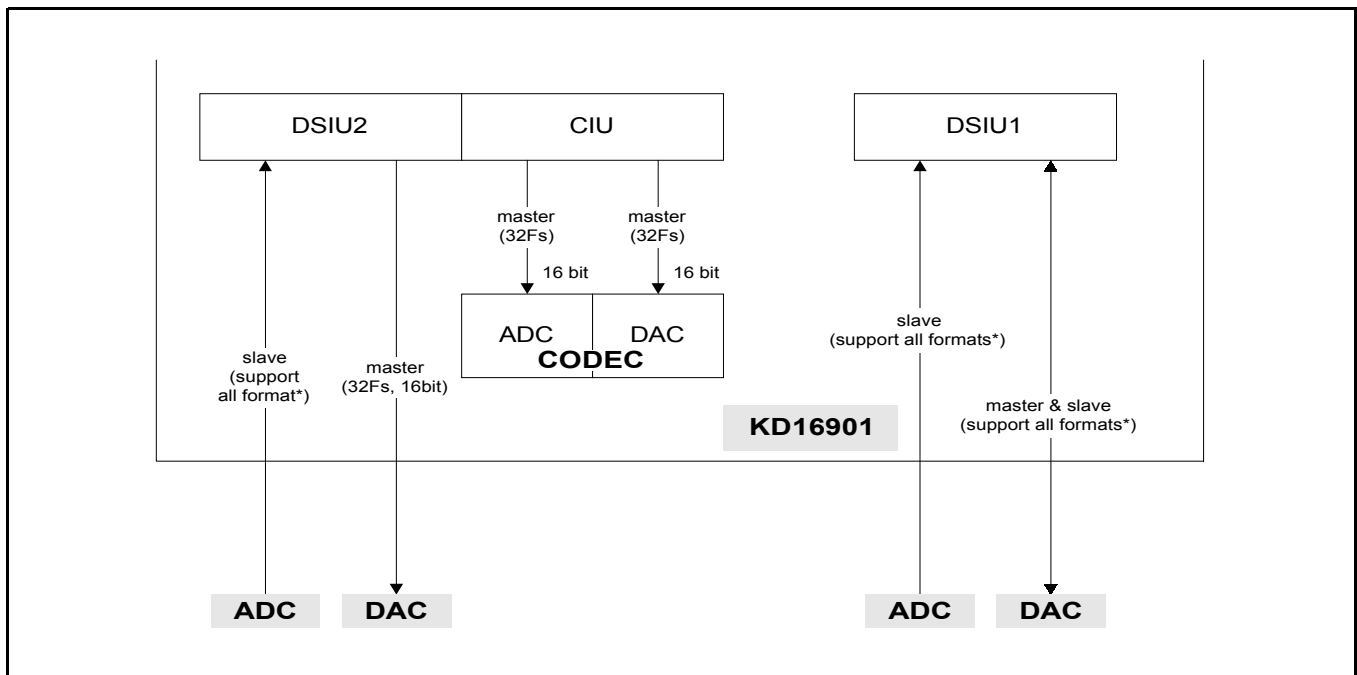 DSIU2
CIU
DSIU1
master
(32Fs)
master
(32Fs)
16 bit
16 bit
ADC
DAC
CODEC
slave
(support
all format*)
master
(32Fs, 16bit)
slave
(support all formats*)
master & slave
(support all formats*)
KD16901
ADC
DAC
ADC
DAC